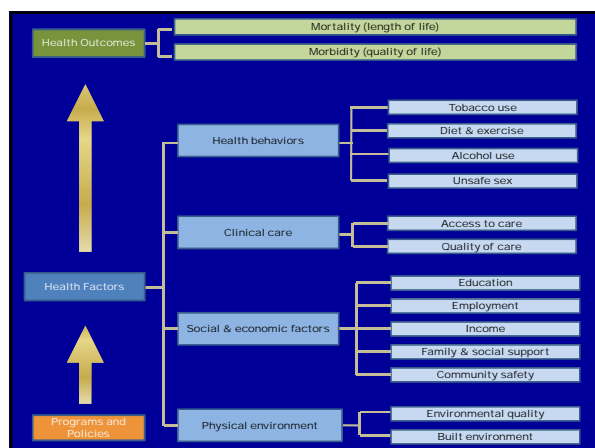 Mortality (length of life)
Health Outcomes
Morbidity (quality of life)
Tobacco use
Diet & exercise
Health behaviors
Alcohol use
Unsafe sex
Access to care
Clinical care
Quality of care
Health Factors
Education
Employment
Social & economic factors
Income
Family & social support
Community safety
Programs and
Policies
Physical environment
Environmental quality
Built environment